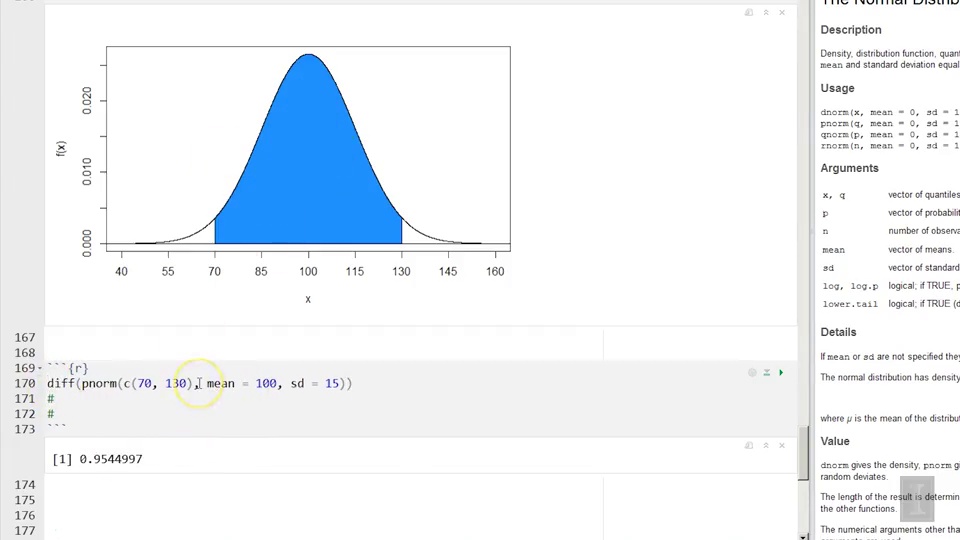 The Normal Distrib
Description
Density, distribution function, quant
mean and standard deviation equal
Usage
dnorm(x, mean = 0, sd = 1
pnorm(q, mean = 0, sd = 1
qnorm(p, mean = 0, sd = 1
rnorm(n, mean = 0, sd = 1
Arguments
x, q vector of quantiles
p vector of probabilit
n number of observa
mean vector of means.
sd vector of standard
log, log.p logical; if TRUE, p
lower.tail logical; if TRUE (d
Details
If mean or sd are not specified they
The normal distribution has density
where μ is the mean of the distribut
Value
dnorm gives the density, pnorm gi
random deviates.
The length of the result is determin
the other functions.
The numerical arguments other tha
f(x)
0.000 0.010 0.020
40 55 70 85 100 115 130 145 160
x
167
168
169 ```{r}
170 diff(pnorm(c(70, 130), mean = 100, sd = 15))
171 #
172 #
173 ```
[1] 0.9544997
174
175
176
177